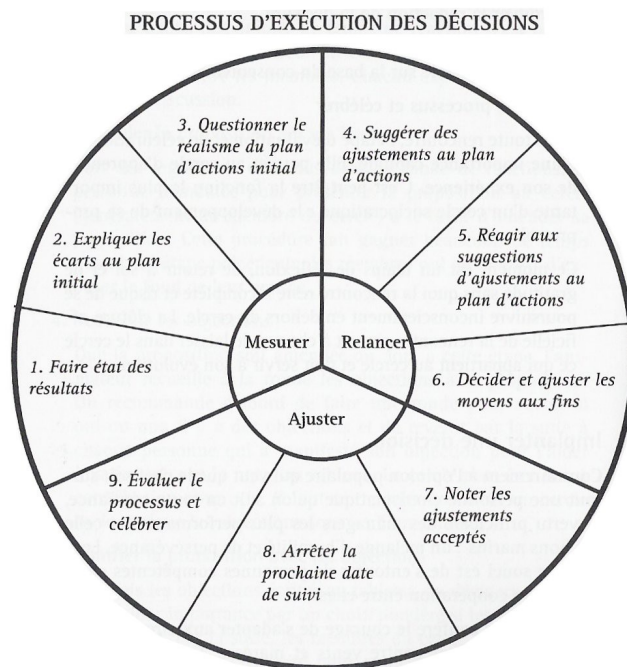 PROCESSUS D'EXÉCUTION DES DÉCISIONS
3. Questionner le
réalisme du plan
d'actions initial
4. Suggérer des
ajustements au plan
d'actions
2. Expliquer les
écarts au plan
initial
5. Réagir aux
suggestions
d'ajustements au
plan d'actions
Mesurer
Relancer
1. Faire état des
résultats
6. Décider et ajuster les
moyens aux fins
Ajuster
9. Évaluer le
processus et
célébrer
7. Noter les
ajustements
acceptés
8. Arrêter la
prochaine date
de suivi